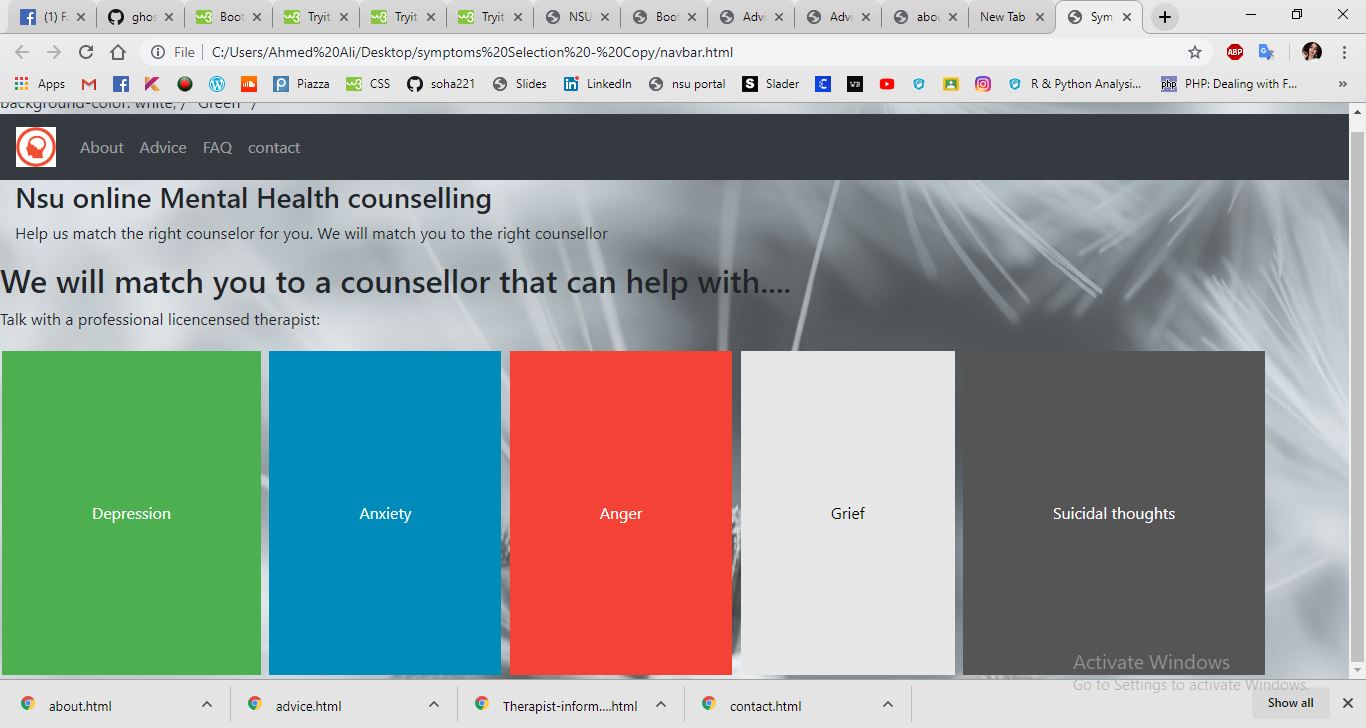 (1) F
ghos
Boot
Tryit
Tryit
Tryit
NSU
Boot
Advi
Advi
abou
New Tab
Sym
File
C:/Users/Ahmed%20Ali/Desktop/symptoms%20Selection%20-%20Copy/navbar.html
ABP
Apps
Piazza
CSS
soha221
Slides
LinkedIn
nsu portal
Slader
R & Python Analysi...
PHP: Dealing with F...
background-color: white; / "Green" /
About
Advice
FAQ
contact
Nsu online Mental Health counselling
Help us match the right counselor for you. We will match you to the right counsellor
We will match you to a counsellor that can help with....
Talk with a professional licencensed therapist:
Depression
Anxiety
Anger
Grief
Suicidal thoughts
Activate Windows
Go to Settings to activate Windows.
about.html
advice.html
Therapist-inform....html
contact.html
Show all